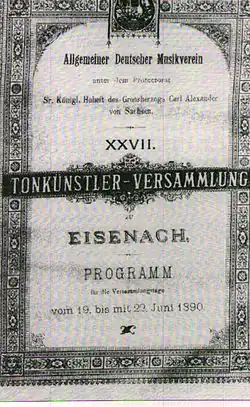 Allgemeiner Deutscher Musikverein
unter dem Protectorat
Sr. Königl. Hoheit des Grossherzogs Carl Alexander
von Sachsen.
XXVII.
TONKÜNSTLER-VERSAMMLUNG
ZU
EISENACH.
PROGRAMM
für die Versammlungstage
vom 19. bis mit 22. Juni 1890.